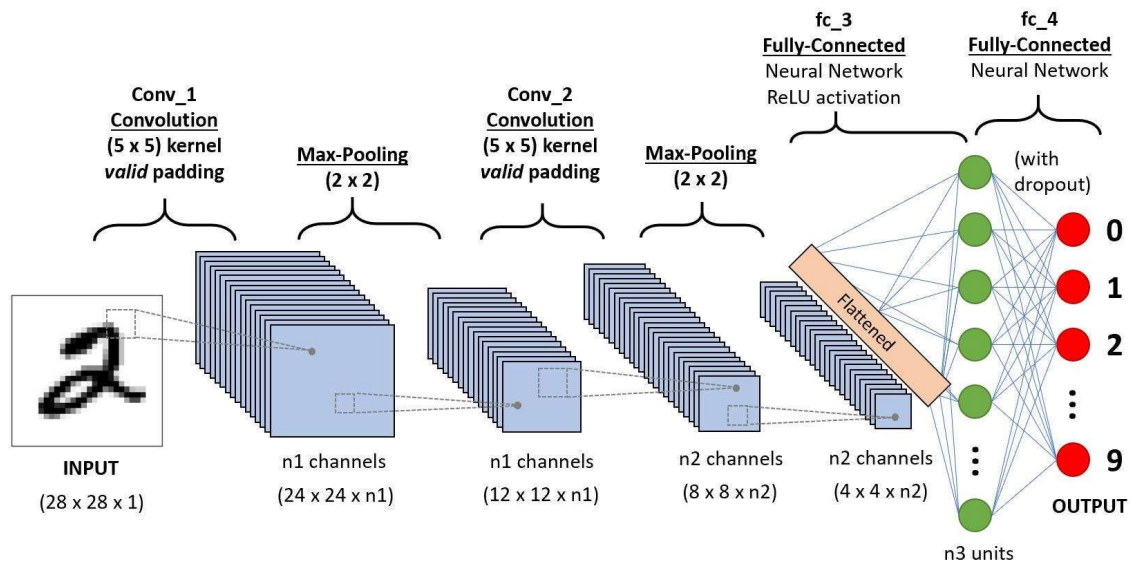 Conv_1
Convolution
(5 x 5) kernel
valid padding
Max-Pooling
(2 x 2)
Conv_2
Convolution
(5 x 5) kernel
valid padding
Max-Pooling
(2 x 2)
fc_3
Fully-Connected
Neural Network
ReLU activation
fc_4
Fully-Connected
Neural Network
(with
dropout)
Flattened
0
1
2
9
OUTPUT
INPUT
(28 x 28 x 1)
n1 channels
(24 x 24 x n1)
n1 channels
(12 x 12 x n1)
n2 channels
(8 x 8 x n2)
n2 channels
(4 x 4 x n2)
n3 units
2